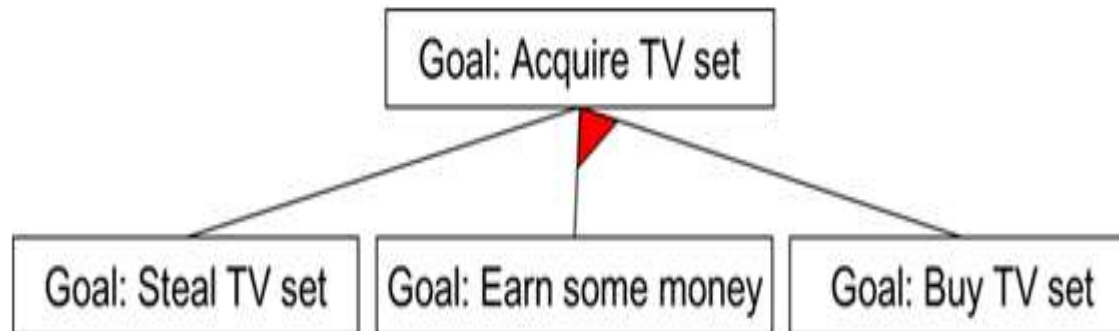 Goal: Acquire TV set
Goal: Steal TV set
Goal: Earn some money
Goal: Buy TV set